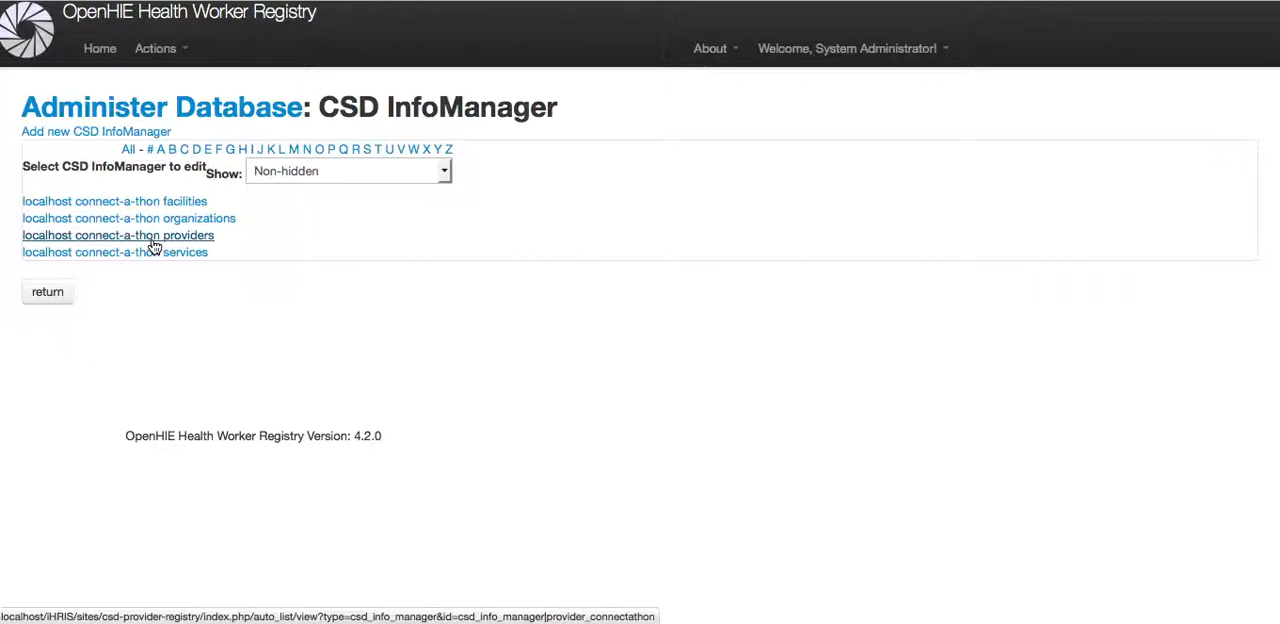 OpenHIE Health Worker Registry
Home Actions About Welcome, System Administrator!
Administer Database: CSD InfoManager
Add new CSD InfoManager
All - # A B C D E F G H I J K L M N O P Q R S T U V W X Y Z
Select CSD InfoManager to edit Show: Non-hidden
localhost connect-a-thon facilities
localhost connect-a-thon organizations
localhost connect-a-thon providers
localhost connect-a-thon services
return
OpenHIE Health Worker Registry Version: 4.2.0
localhost/iHRIS/sites/csd-provider-registry/index.php/auto_list/view?type=csd_info_manager&id=csd_info_manager|provider_connectathon